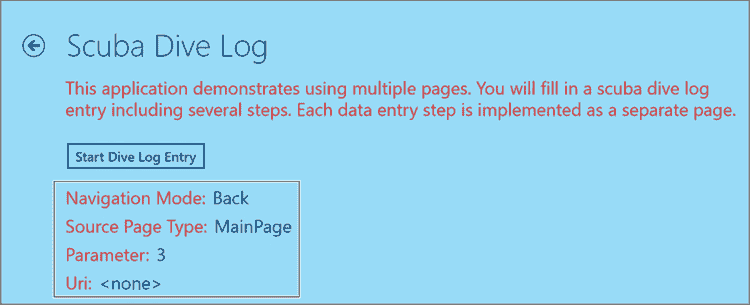 Scuba Dive Log
This application demonstrates using multiple pages. You will fill in a scuba dive log
entry including several steps. Each data entry step is implemented as a separate page.
Start Dive Log Entry
Navigation Mode: Back
Source Page Type: MainPage
Parameter: 3
Uri: <none>